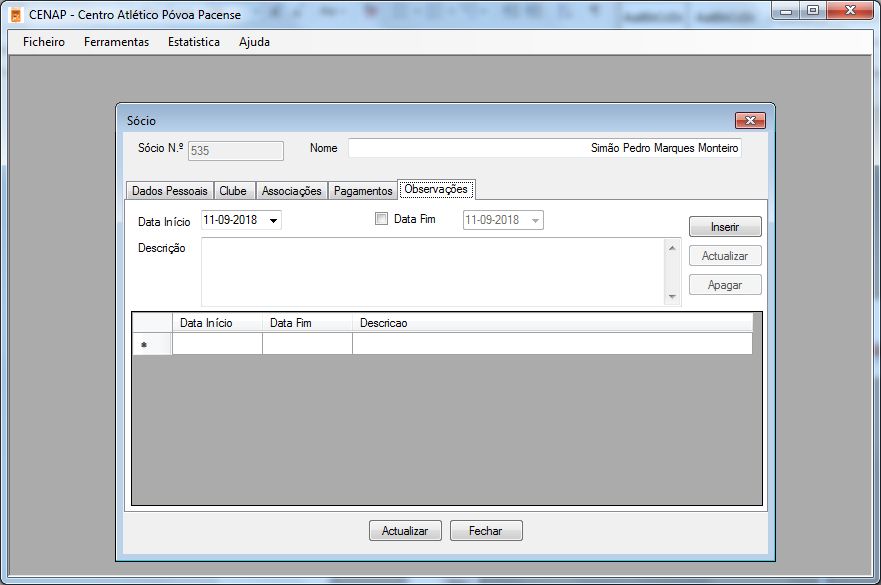 CENAP - Centro Atlético Póvoa Pacense
Ficheiro Ferramentas Estatistica Ajuda
Sócio
Sócio N.º 535 Nome Simão Pedro Marques Monteiro
Dados Pessoais Clube Associações Pagamentos Observações
Data Início 11-09-2018 Data Fim 11-09-2018 Inserir
Descrição Actualizar
Apagar
Data Início Data Fim Descricao
*
Actualizar Fechar